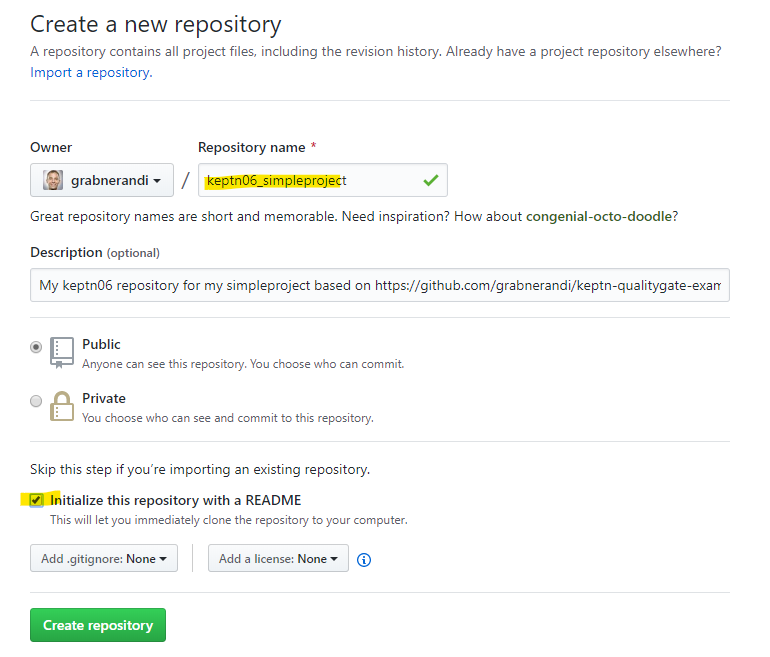 Create a new repository
A repository contains all project files, including the revision history. Already have a project repository elsewhere?
Import a repository.
Owner
Repository name *
grabnerandi
/
keptn06_simpleproject
Great repository names are short and memorable. Need inspiration? How about congenial-octo-doodle?
Description (optional)
My keptn06 repository for my simpleproject based on https://github.com/grabnerandi/keptn-qualitygate-exam
Public
Anyone can see this repository. You choose who can commit.
Private
You choose who can see and commit to this repository.
Skip this step if you're importing an existing repository.
Initialize this repository with a README
This will let you immediately clone the repository to your computer.
Add .gitignore: None
Add a license: None
Create repository